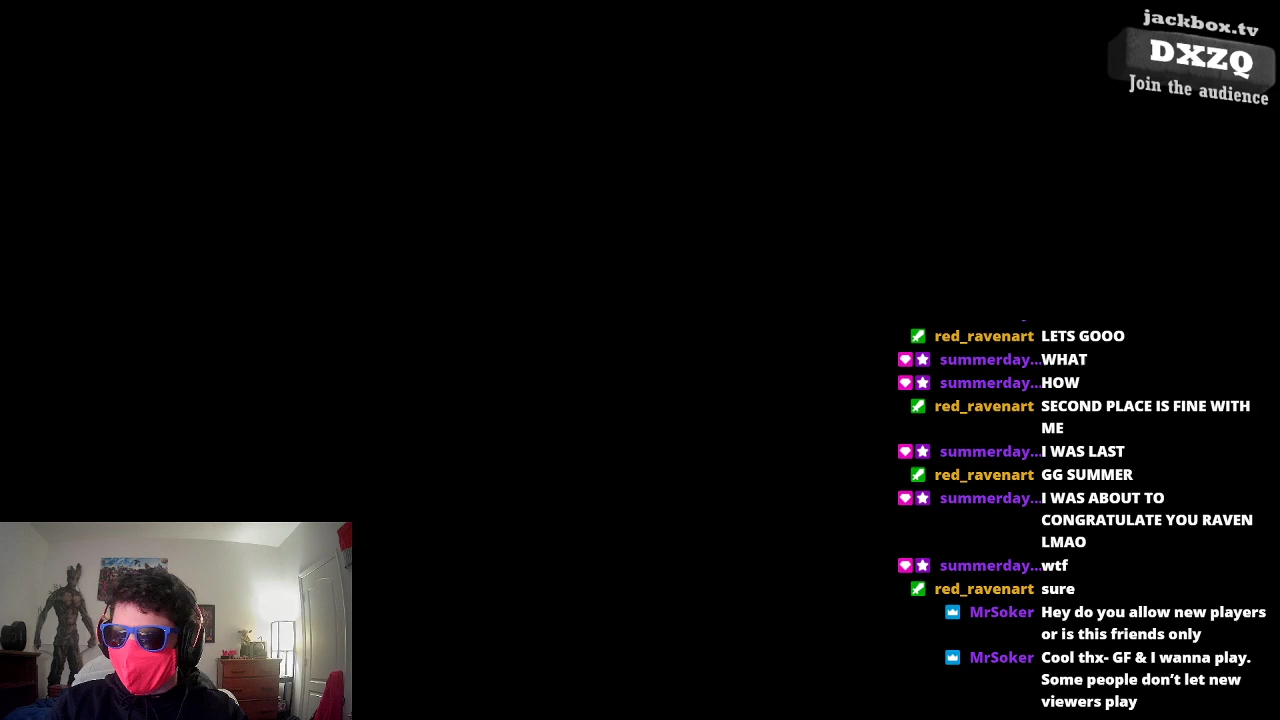 jackbox.tv
DXZQ
Join the audience
red_ravenart LETS GOOO
summerday... WHAT
summerday... HOW
red_ravenart SECOND PLACE IS FINE WITH
ME
summerday... I WAS LAST
red_ravenart GG SUMMER
summerday... I WAS ABOUT TO
CONGRATULATE YOU RAVEN
LMAO
summerday... wtf
red_ravenart sure
MrSoker Hey do you allow new players
or is this friends only
MrSoker Cool thx- GF & I wanna play.
Some people don’t let new
viewers play